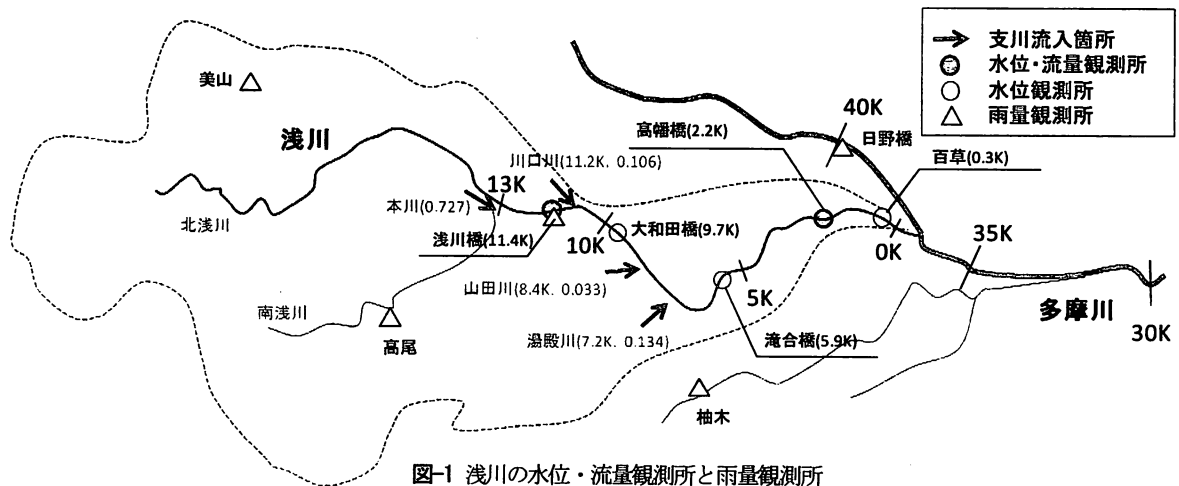 支川流入箇所
水位・流量観測所
水位観測所
雨量観測所
美山
浅川
北浅川
南浅川
高尾
本川(0.727)
13K
浅川橋(11.4K)
川口川(11.2K. 0.106)
10K
大和田橋(9.7K)
山田川(8.4K. 0.033)
湯殿川(7.2K. 0.134)
滝合橋(5.9K)
5K
高幡橋(2.2K)
40K
日野橋
百草(0.3K)
0K
35K
多摩川
30K
柚木
図-1 浅川の水位・流量観測所と雨量観測所